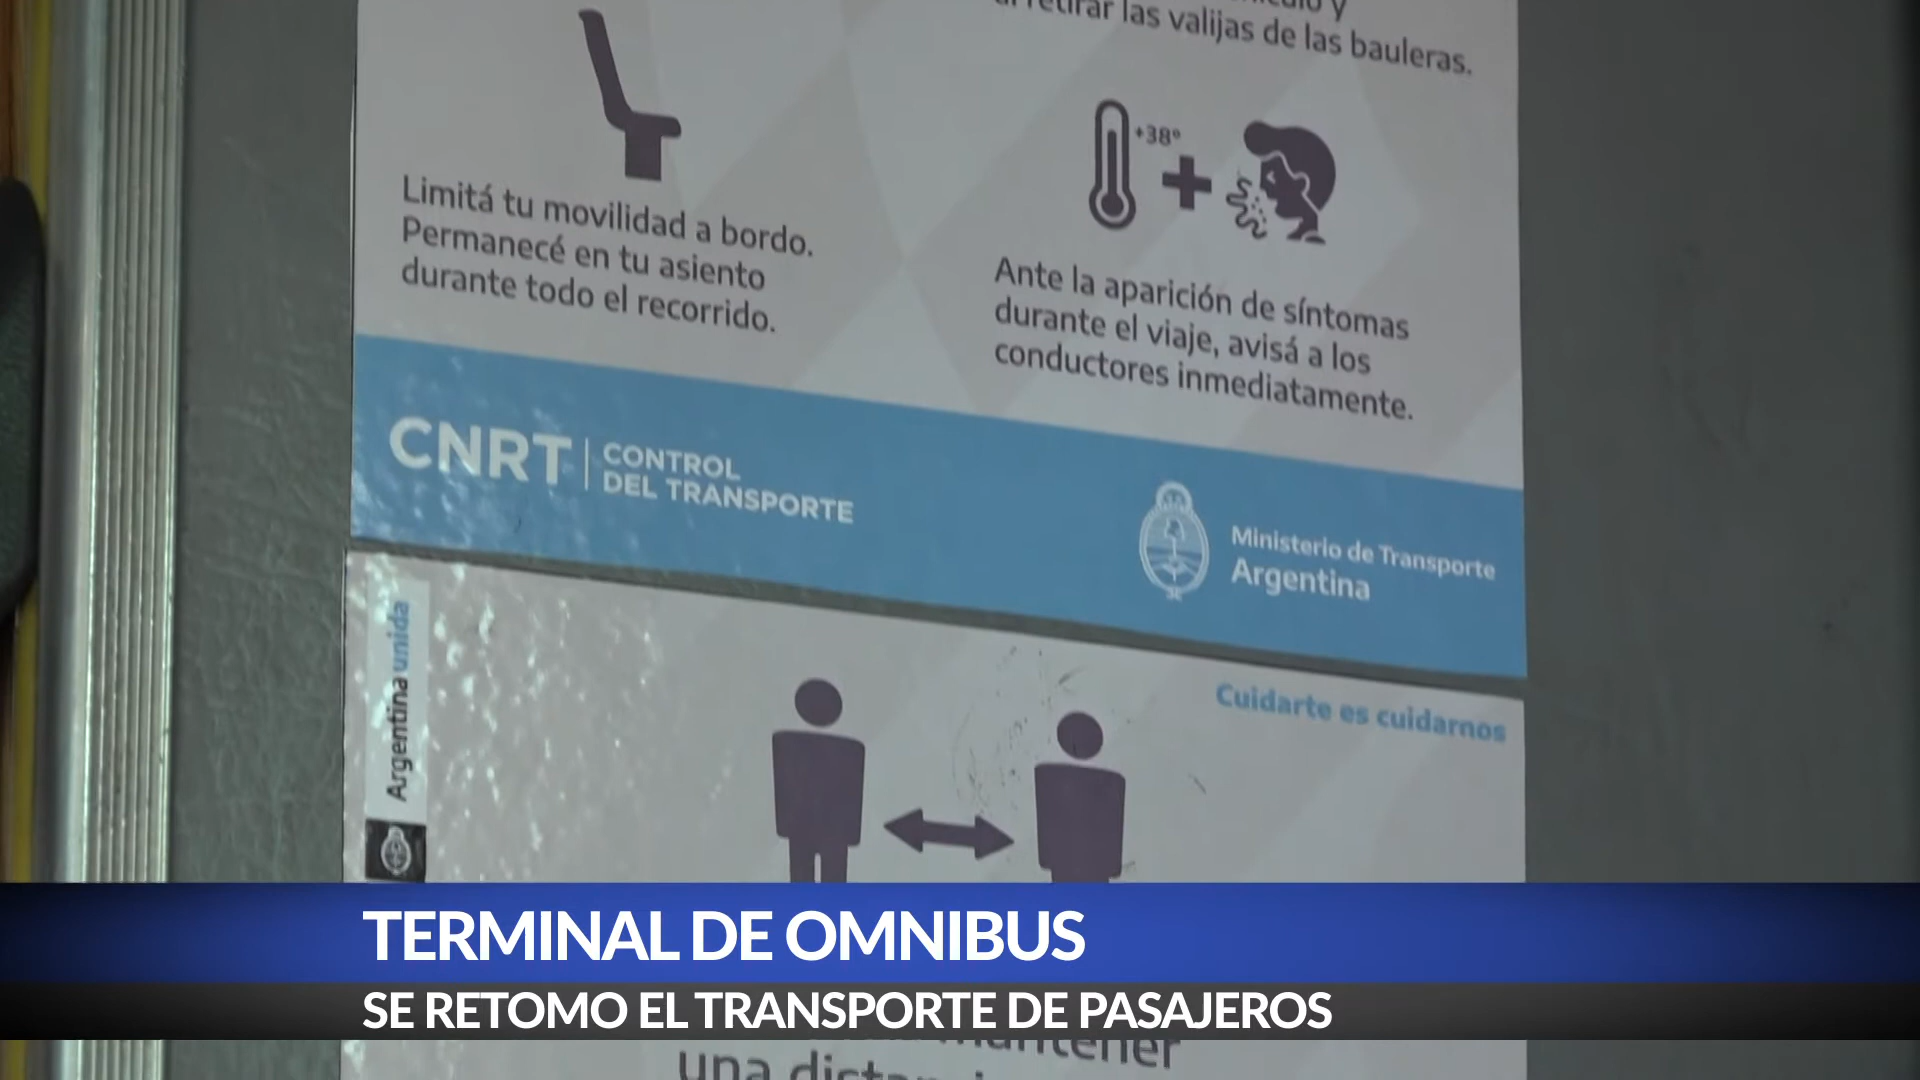 y
retirar las valijas de las bauleras.
Limitá tu movilidad a bordo.
Permanecé en tu asiento
durante todo el recorrido.
+38°
Ante la aparición de síntomas
durante el viaje, avisá a los
conductores inmediatamente.
CNRT
CONTROL
DEL TRANSPORTE
Ministerio de Transporte
Argentina
Argentina unida
Cuidarte es cuidarnos
TERMINAL DE OMNIBUS
SE RETOMO EL TRANSPORTE DE PASAJEROS
mantener
una